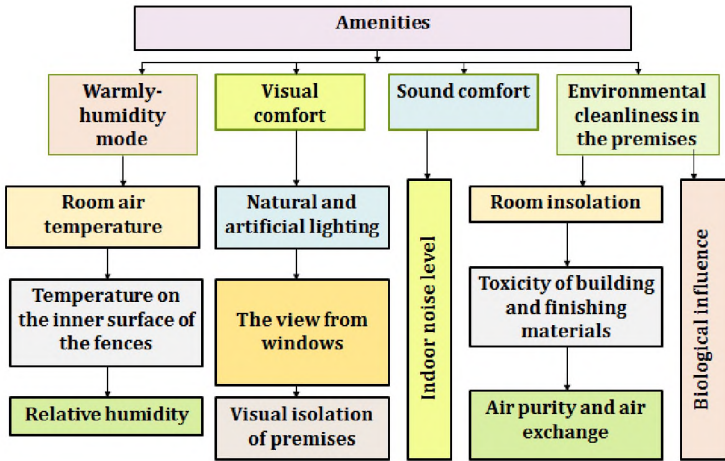 Amenities
Warmly-
humidity
mode
Visual
comfort
Sound comfort
Environmental
cleanliness in
the premises
Room air
temperature
Natural and
artificial lighting
Indoor noise level
Room insolation
Biological influence
Temperature on
the inner surface of
the fences
The view from
windows
Toxicity of building
and finishing
materials
Relative humidity
Visual isolation
of premises
Air purity and air
exchange